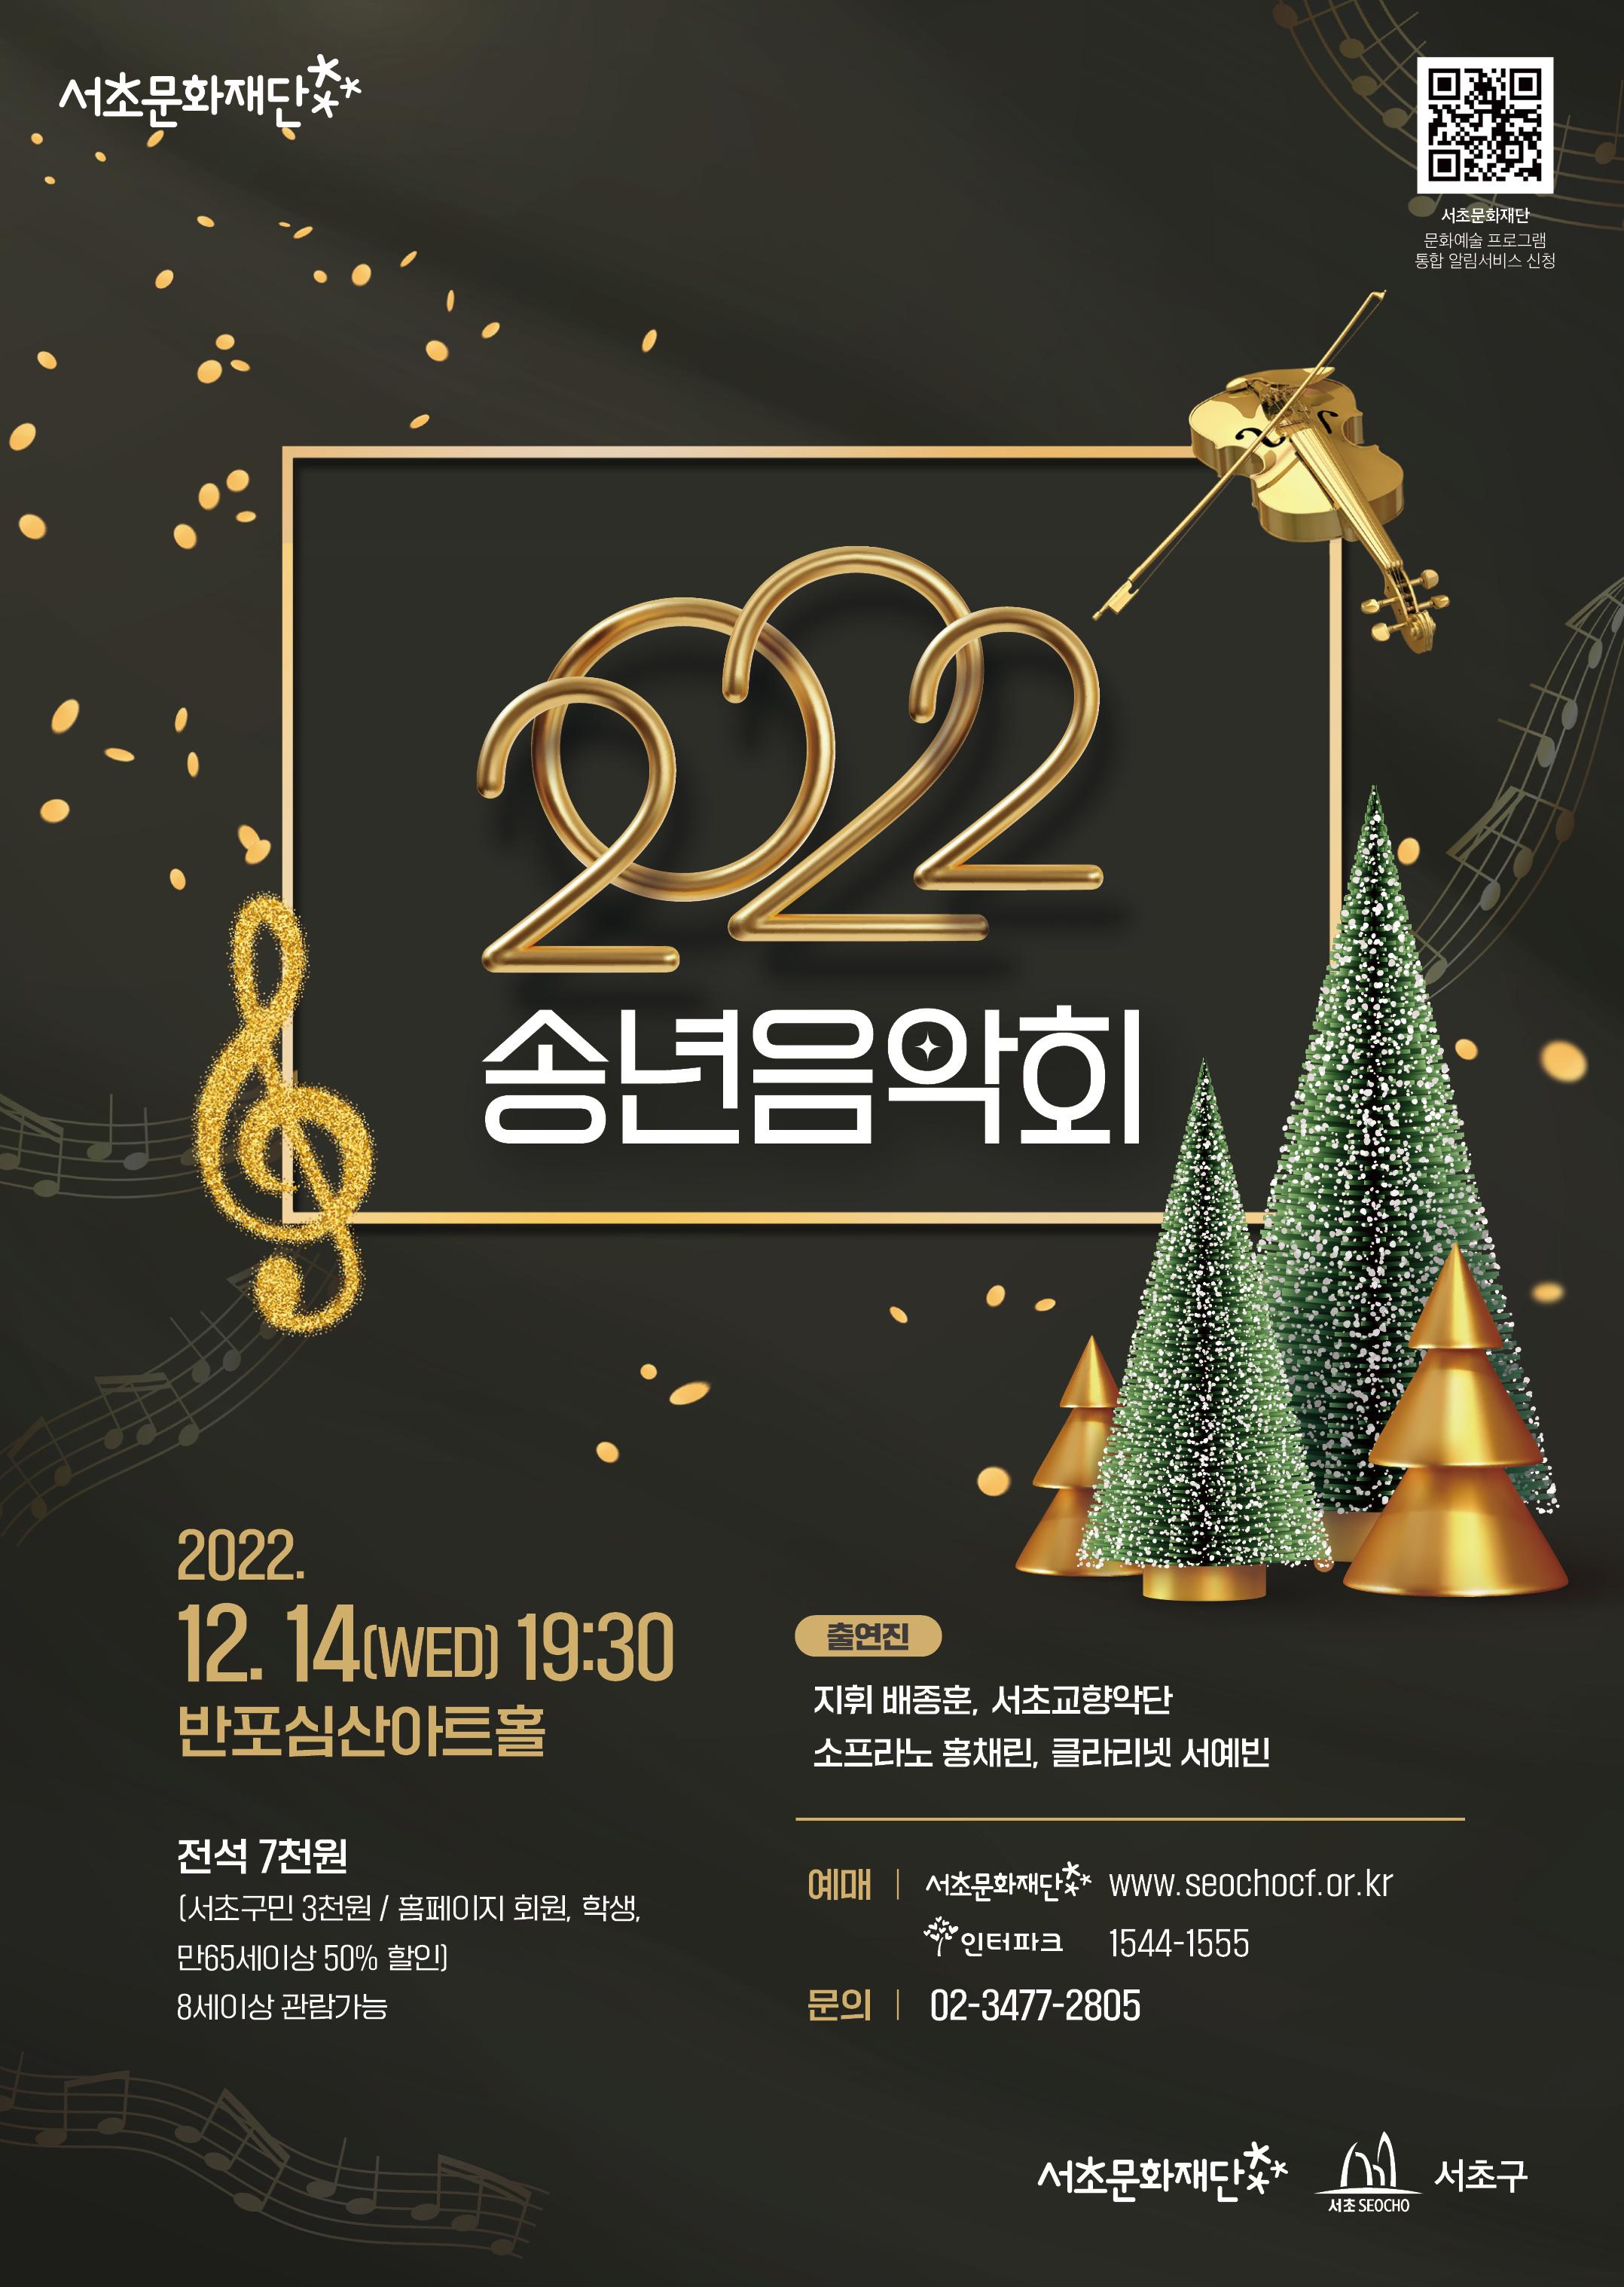 서초문화재단
서초문화재단
문화예술 프로그램
통합 알림서비스 신청
2022
송년음악회
2022.
12. 14(WED) 19:30
반포심산아트홀
전석 7천원
(서초구민 3천원 / 홈페이지 회원, 학생,
만65세이상 50% 할인)
8세이상 관람가능
출연진
지휘 배종훈, 서초교향악단
소프라노 홍채린, 클라리넷 서예빈
예매 | 서초문화재단 www.seochocf.or.kr
인터파크 1544-1555
문의 | 02-3477-2805
서초문화재단 서초 SEOCHO 서초구